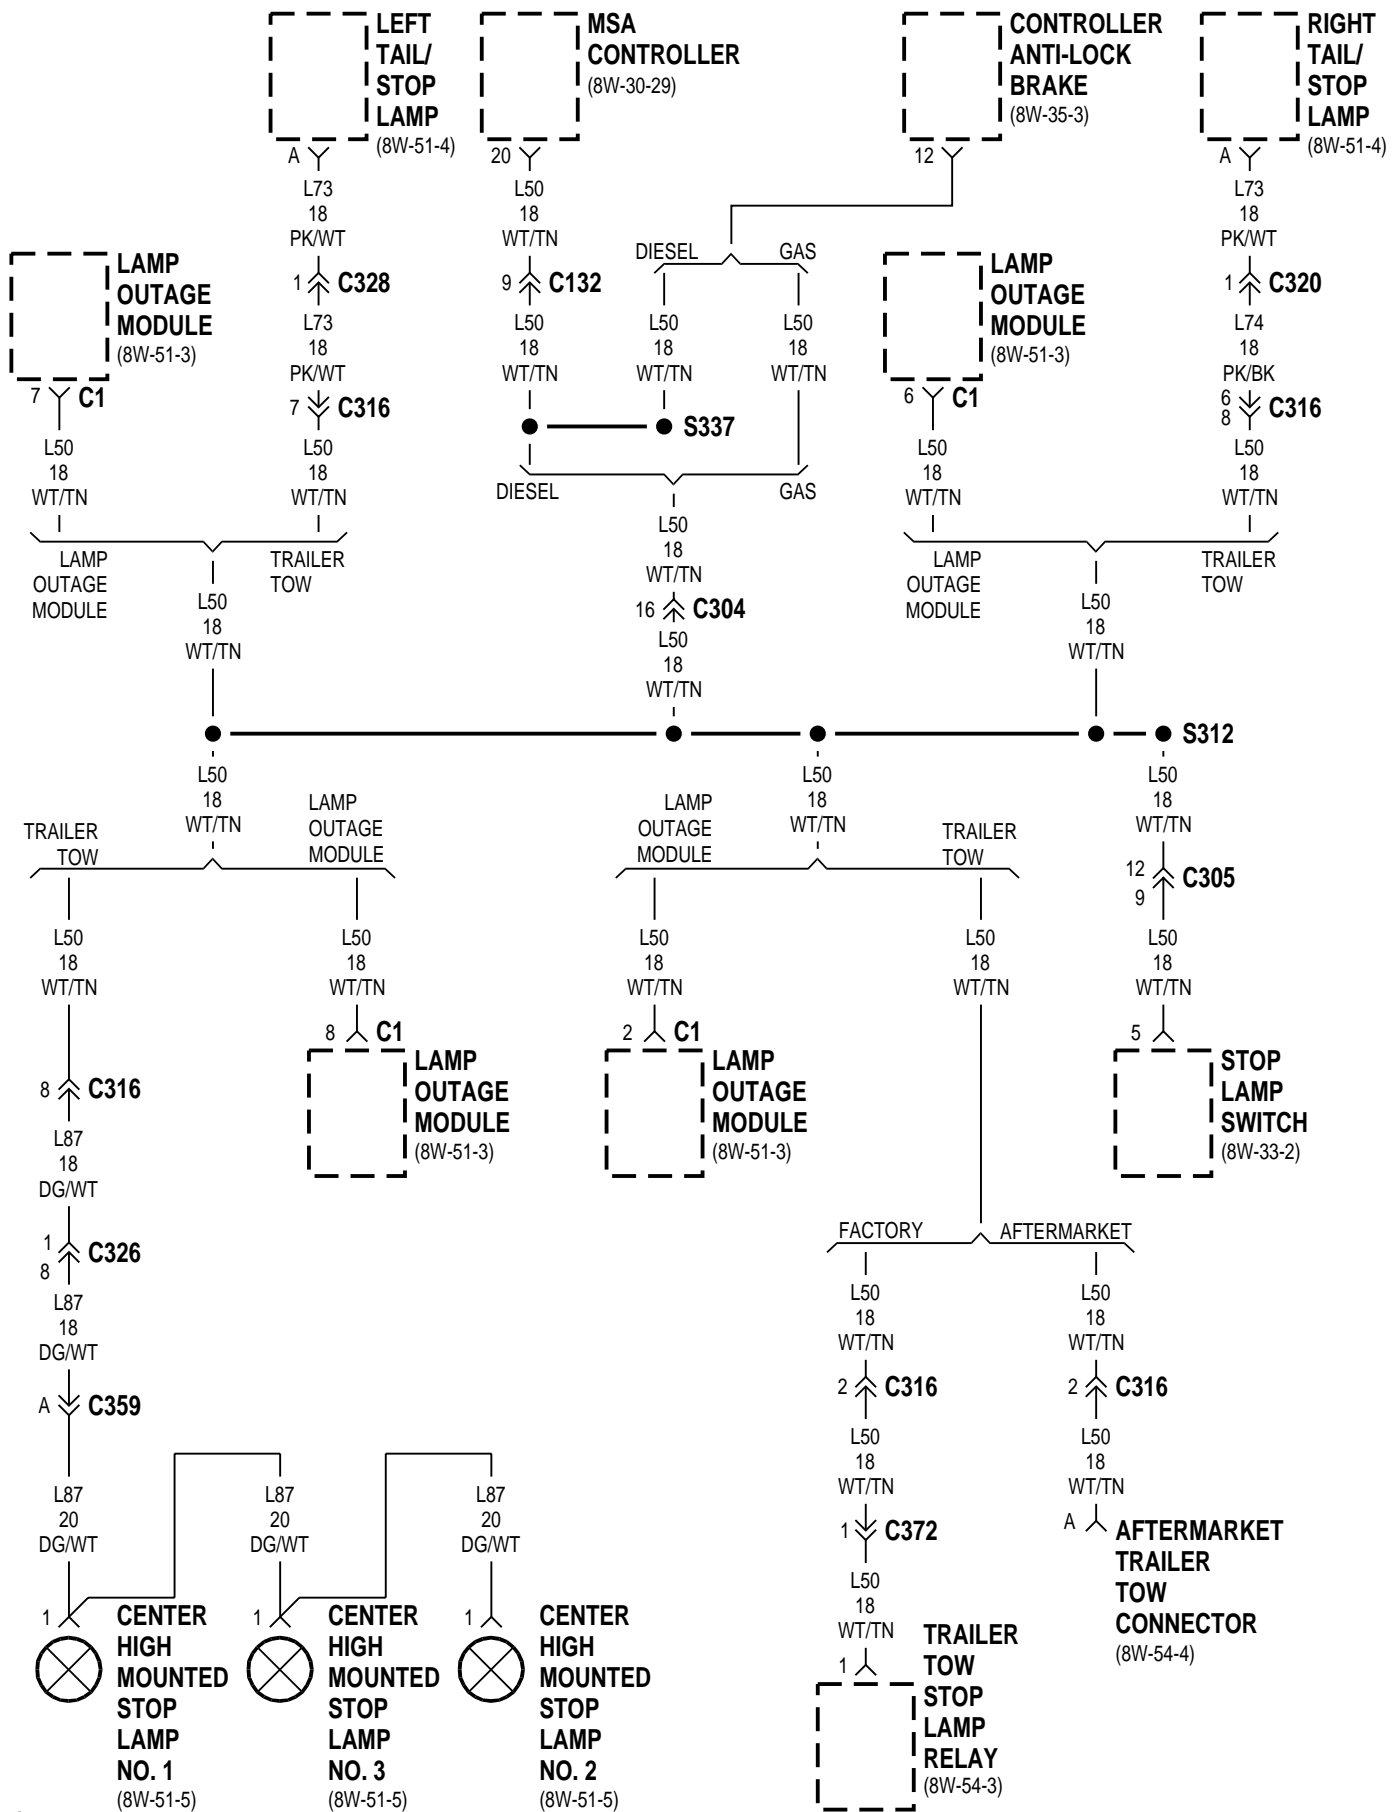 LEFT
TAIL/
STOP
LAMP
(8W-51-4)
A
L73
18
PK/WT
1 C328
L73
18
PK/WT
7 C316
L50
18
WT/TN
MSA
CONTROLLER
(8W-30-29)
20
L50
18
WT/TN
9 C132
L50
18
WT/TN
CONTROLLER
ANTI-LOCK
BRAKE
(8W-35-3)
12
DIESEL GAS
L50
18
WT/TN
L50
18
WT/TN
S337
DIESEL GAS
L50
18
WT/TN
16 C304
L50
18
WT/TN
RIGHT
TAIL/
STOP
LAMP
(8W-51-4)
A
L73
18
PK/WT
1 C320
L74
18
PK/BK
6
8
C316
L50
18
WT/TN
LAMP
OUTAGE
MODULE
(8W-51-3)
7 C1
L50
18
WT/TN
LAMP
OUTAGE
MODULE
TRAILER
TOW
L50
18
WT/TN
LAMP
OUTAGE
MODULE
(8W-51-3)
6 C1
L50
18
WT/TN
LAMP
OUTAGE
MODULE
TRAILER
TOW
L50
18
WT/TN
S312
L50
18
WT/TN
TRAILER
TOW
LAMP
OUTAGE
MODULE
L50
18
WT/TN
8 C316
L87
18
DG/WT
1
8
C326
L87
18
DG/WT
A C359
L87
20
DG/WT
1
CENTER
HIGH
MOUNTED
STOP
LAMP
NO. 1
(8W-51-5)
L87
20
DG/WT
1
CENTER
HIGH
MOUNTED
STOP
LAMP
NO. 3
(8W-51-5)
L87
20
DG/WT
1
CENTER
HIGH
MOUNTED
STOP
LAMP
NO. 2
(8W-51-5)
L50
18
WT/TN
8 C1
LAMP
OUTAGE
MODULE
(8W-51-3)
L50
18
WT/TN
LAMP
OUTAGE
MODULE
TRAILER
TOW
L50
18
WT/TN
2 C1
LAMP
OUTAGE
MODULE
(8W-51-3)
L50
18
WT/TN
FACTORY AFTERMARKET
L50
18
WT/TN
2 C316
L50
18
WT/TN
1 C372
L50
18
WT/TN
1
TRAILER
TOW
STOP
LAMP
RELAY
(8W-54-3)
L50
18
WT/TN
2 C316
L50
18
WT/TN
A
AFTERMARKET
TRAILER
TOW
CONNECTOR
(8W-54-4)
L50
18
WT/TN
12
9
C305
L50
18
WT/TN
5
STOP
LAMP
SWITCH
(8W-33-2)